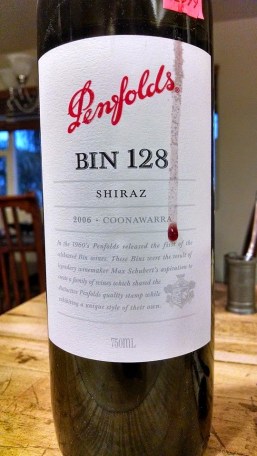 Penfolds
BIN 128
SHIRAZ
2006 • COONAWARRA
In the 1960's Penfolds released the first of the
celebrated Bin wines. These Bins were the result of
legendary winemaker Max Schubert's aspiration to
create a family of wines which shared the
distinctive Penfolds quality stamp while
exhibiting a unique style of their own.
750ML